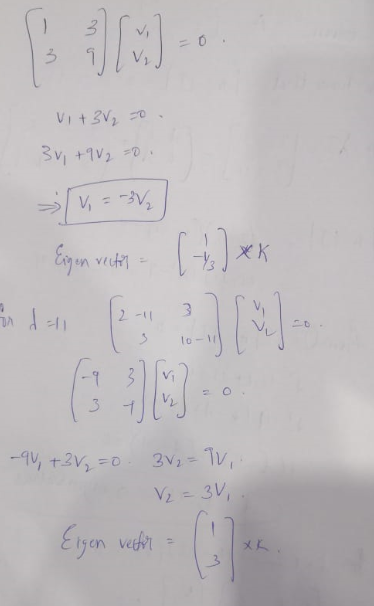 [1 3; 3 9] [V1; V2] = 0.
V1 + 3V2 = 0.
3V1 + 9V2 = 0.
⇒ V1 = -3V2
Eigen vector = [1; -1/3] * K
for λ = 11 [2-11 3; 3 10-11] [V1; V2] = 0.
[-9 3; 3 -1] [V1; V2] = 0.
-9V1 + 3V2 = 0. 3V2 = 9V1.
V2 = 3V1.
Eigen vector = [1; 3] × K.